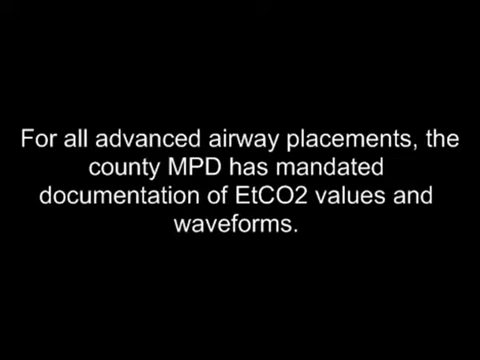 For all advanced airway placements, the
county MPD has mandated
documentation of EtCO2 values and
waveforms.